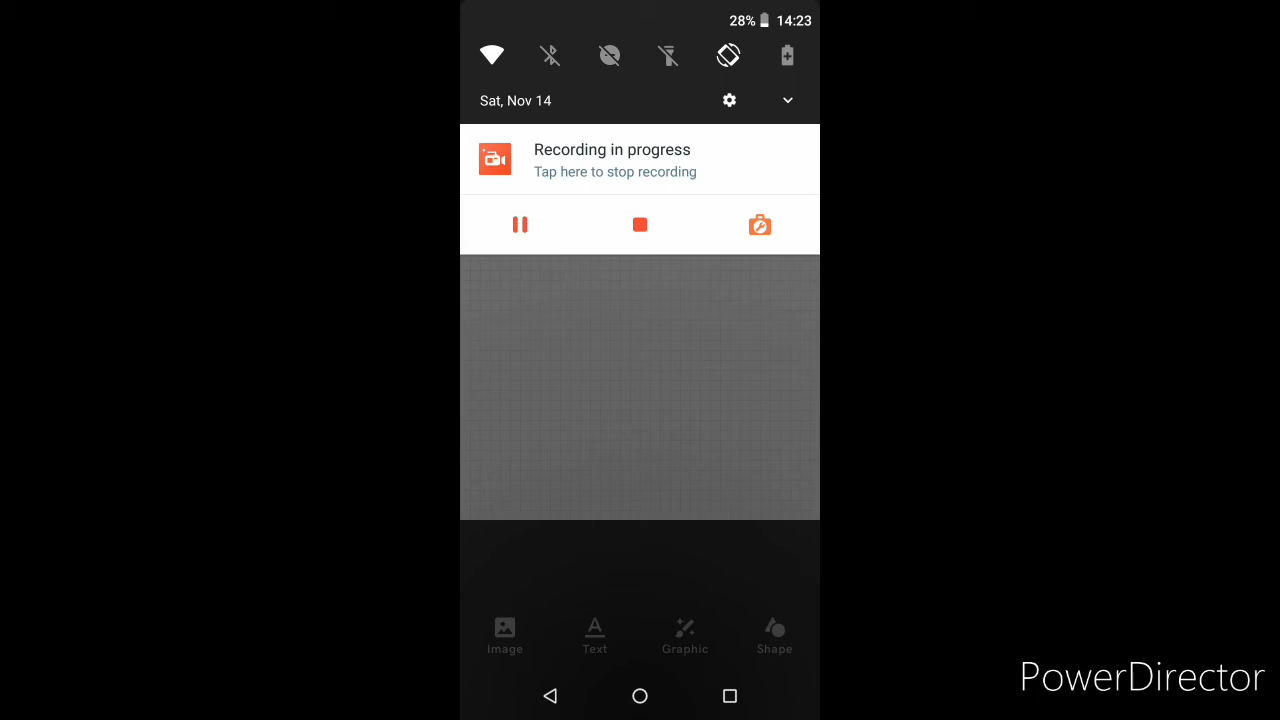 28% 14:23
Sat, Nov 14
Recording in progress
Tap here to stop recording
Image Text Graphic Shape
PowerDirector